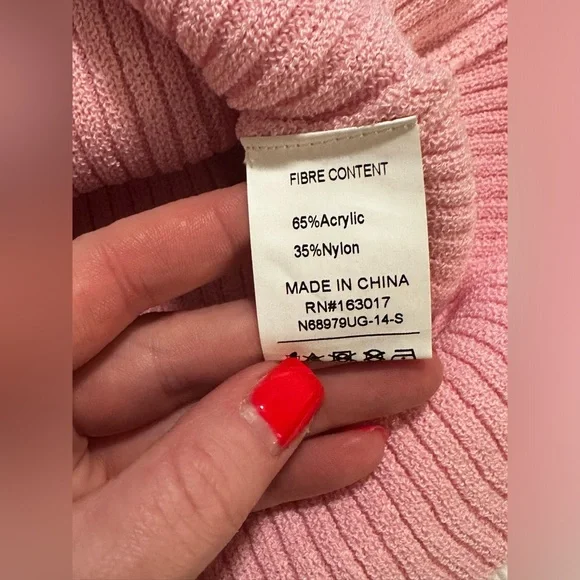 FIBRE CONTENT
65%Acrylic
35%Nylon
MADE IN CHINA
RN#163017
N68979UG-14-S